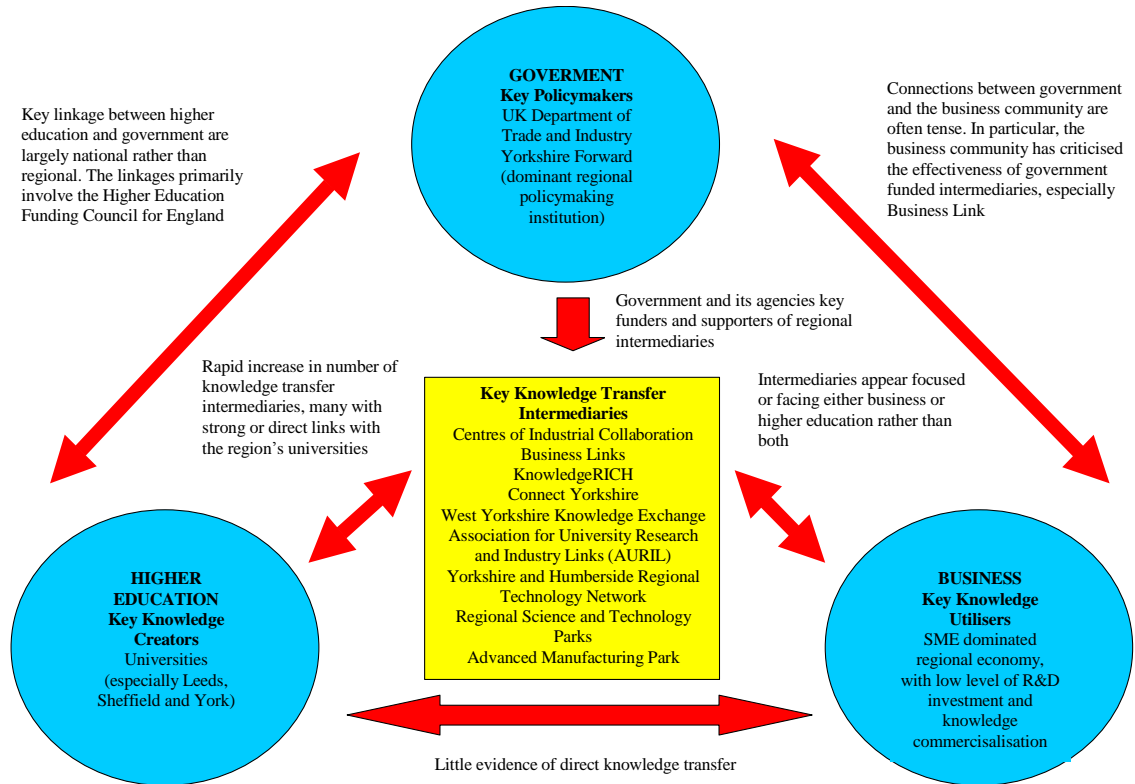 GOVERMENT
Key Policymakers
UK Department of
Trade and Industry
Yorkshire Forward
(dominant regional
policymaking
institution)
Key linkage between higher
education and government are
largely national rather than
regional. The linkages primarily
involve the Higher Education
Funding Council for England
Connections between government
and the business community are
often tense. In particular, the
business community has criticised
the effectiveness of government
funded intermediaries, especially
Business Link
Government and its agencies key
funders and supporters of regional
intermediaries
Rapid increase in number of
knowledge transfer
intermediaries, many with
strong or direct links with
the region's universities
Intermediaries appear focused
or facing either business or
higher education rather than
both
Key Knowledge Transfer
Intermediaries
Centres of Industrial Collaboration
Business Links
KnowledgeRICH
Connect Yorkshire
West Yorkshire Knowledge Exchange
Association for University Research
and Industry Links (AURIL)
Yorkshire and Humberside Regional
Technology Network
Regional Science and Technology
Parks
Advanced Manufacturing Park
HIGHER
EDUCATION
Key Knowledge
Creators
Universities
(especially Leeds,
Sheffield and York)
BUSINESS
Key Knowledge
Utilisers
SME dominated
regional economy,
with low level of R&D
investment and
knowledge
commercisalisation
Little evidence of direct knowledge transfer